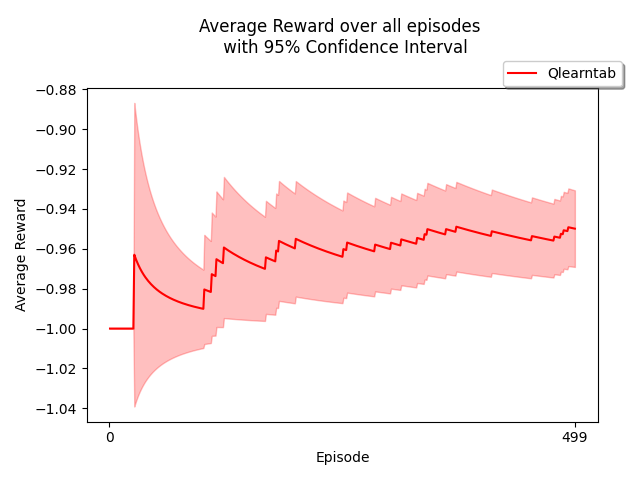 Average Reward over all episodes
with 95% Confidence Interval
Qlearntab
−0.88
−0.90
−0.92
−0.94
−0.96
−0.98
−1.00
−1.02
−1.04
Average Reward
0
499
Episode